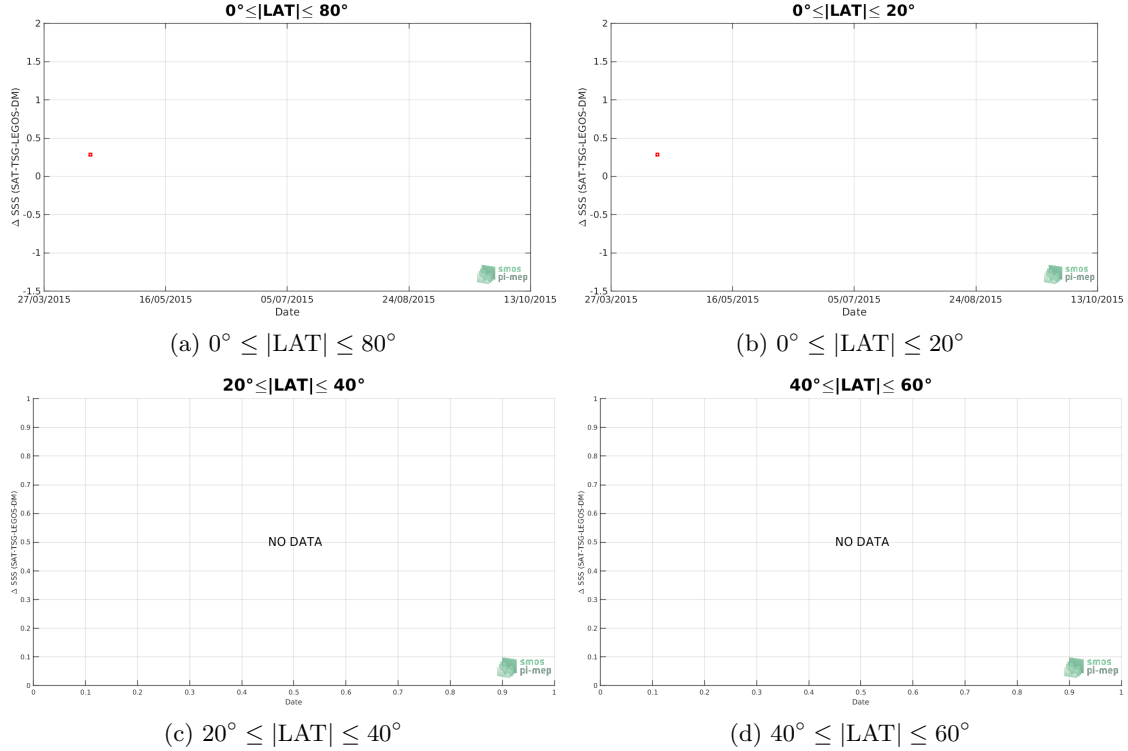 0°≤|LAT|≤ 80°
Δ SSS (SAT-TSG-LEGOS-DM)
2
1.5
1
0.5
0
-0.5
-1
-1.5
smos
pi-mep
27/03/2015 16/05/2015 05/07/2015 24/08/2015 13/10/2015
Date
(a) 0° ≤ |LAT| ≤ 80°
0°≤|LAT|≤ 20°
Δ SSS (SAT-TSG-LEGOS-DM)
2
1.5
1
0.5
0
-0.5
-1
-1.5
smos
pi-mep
27/03/2015 16/05/2015 05/07/2015 24/08/2015 13/10/2015
Date
(b) 0° ≤ |LAT| ≤ 20°
20°≤|LAT|≤ 40°
Δ SSS (SAT-TSG-LEGOS-DM)
1
0.9
0.8
0.7
0.6
0.5
0.4
0.3
0.2
0.1
0
NO DATA
smos
pi-mep
0 0.1 0.2 0.3 0.4 0.5 0.6 0.7 0.8 0.9 1
Date
(c) 20° ≤ |LAT| ≤ 40°
40°≤|LAT|≤ 60°
Δ SSS (SAT-TSG-LEGOS-DM)
1
0.9
0.8
0.7
0.6
0.5
0.4
0.3
0.2
0.1
0
NO DATA
smos
pi-mep
0 0.1 0.2 0.3 0.4 0.5 0.6 0.7 0.8 0.9 1
Date
(d) 40° ≤ |LAT| ≤ 60°